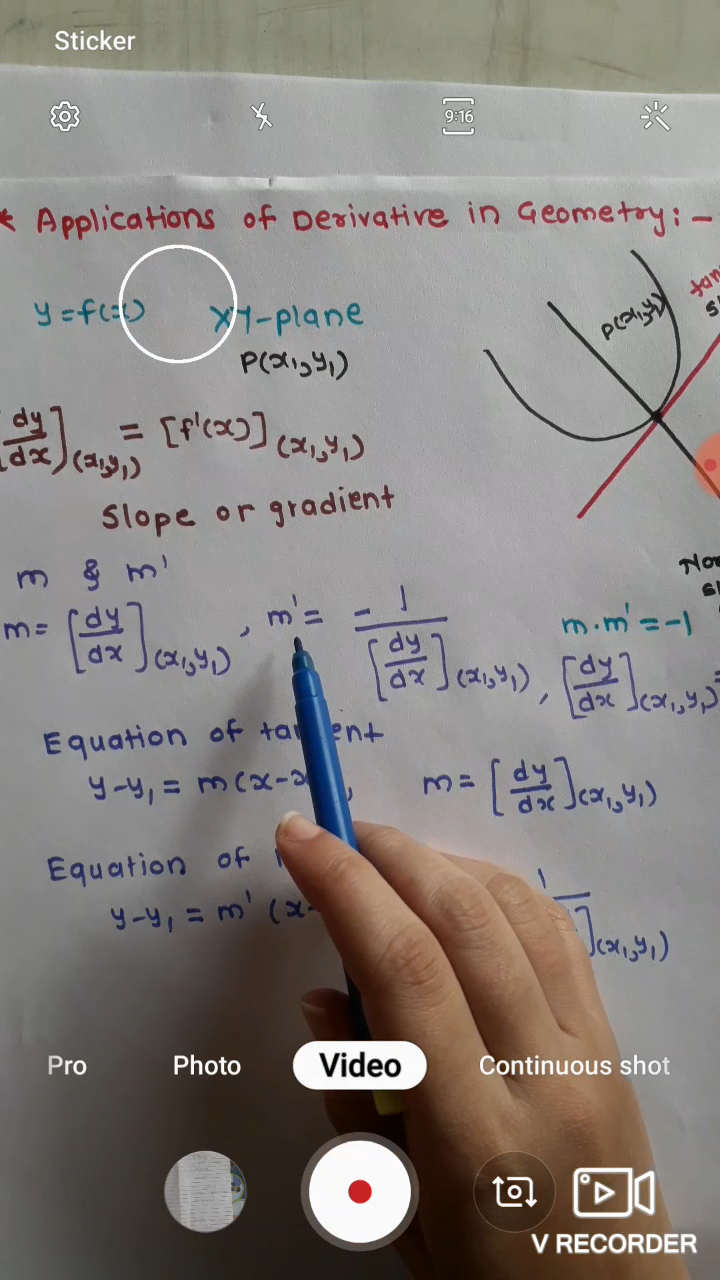 Sticker
9:16
* Applications of Derivative in Geometry:-
y=f(x) XY-plane
P(x₁,y₁)
P(x₁,y₁)
[dy/dx](x₁,y₁) = [f'(x)](x₁,y₁)
Slope or gradient
m & m'
m = [dy/dx](x₁,y₁), m' = -1/[dy/dx](x₁,y₁), [dy/dx](x₁,y₁)=
m.m' = -1
Equation of
y-y₁ = m(x- m = [dy/dx](x₁,y₁)
Equation of
y-y₁ = m' (x-
1
](x₁,y₁)
Pro Photo Video Continuous shot
V RECORDER